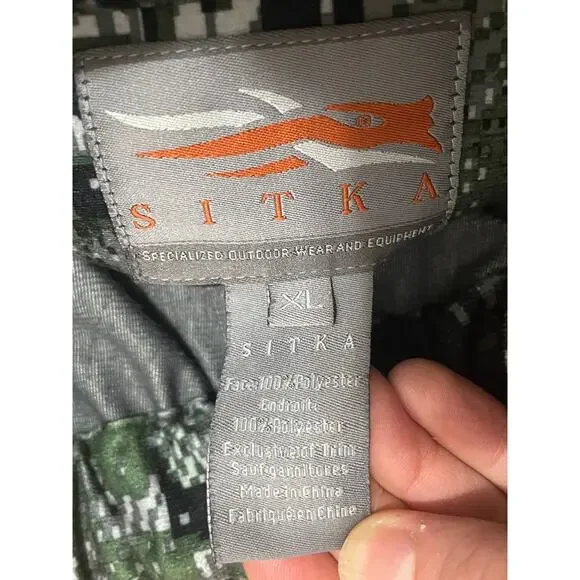 SITKA
SPECIALIZED OUTDOOR WEAR AND EQUIPMENT
XL
SITKA
Face:100%Polyester
Endroit:
100%Polyester
Exclusive of Trim
Sauf garnitures
Made in China
Fabriqué en Chine